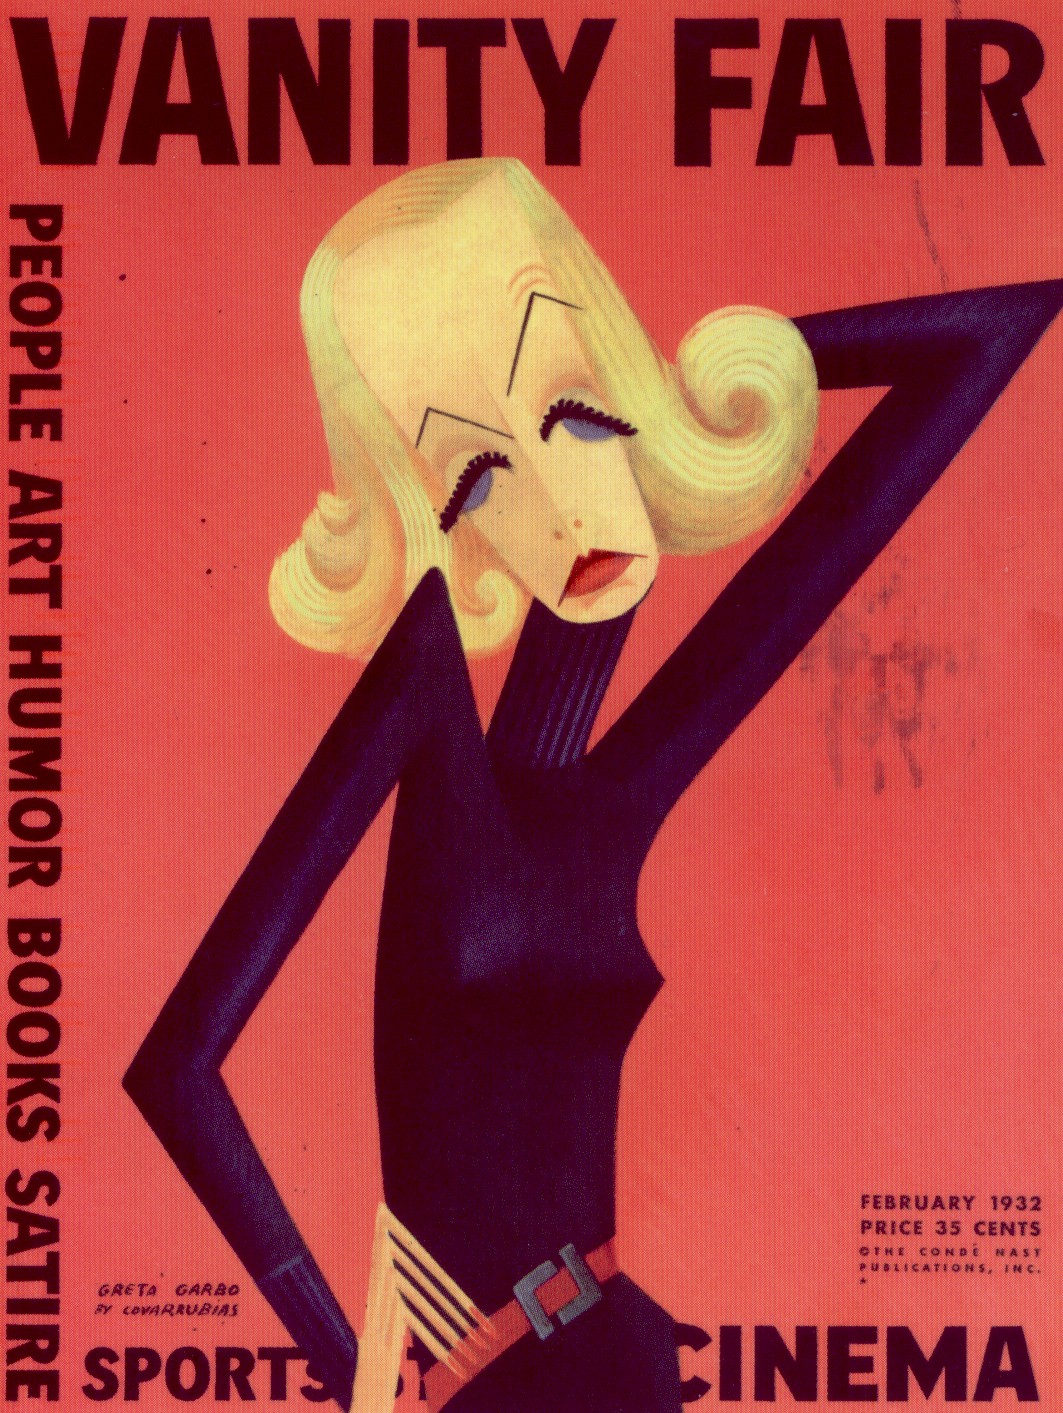 VANITY FAIR
PEOPLE ART HUMOR BOOKS SATIRE
FEBRUARY 1932
PRICE 35 CENTS
©THE CONDÉ NAST
PUBLICATIONS, INC.
*
GRETA GARBO
BY COVARRUBIAS
SPORTS CINEMA